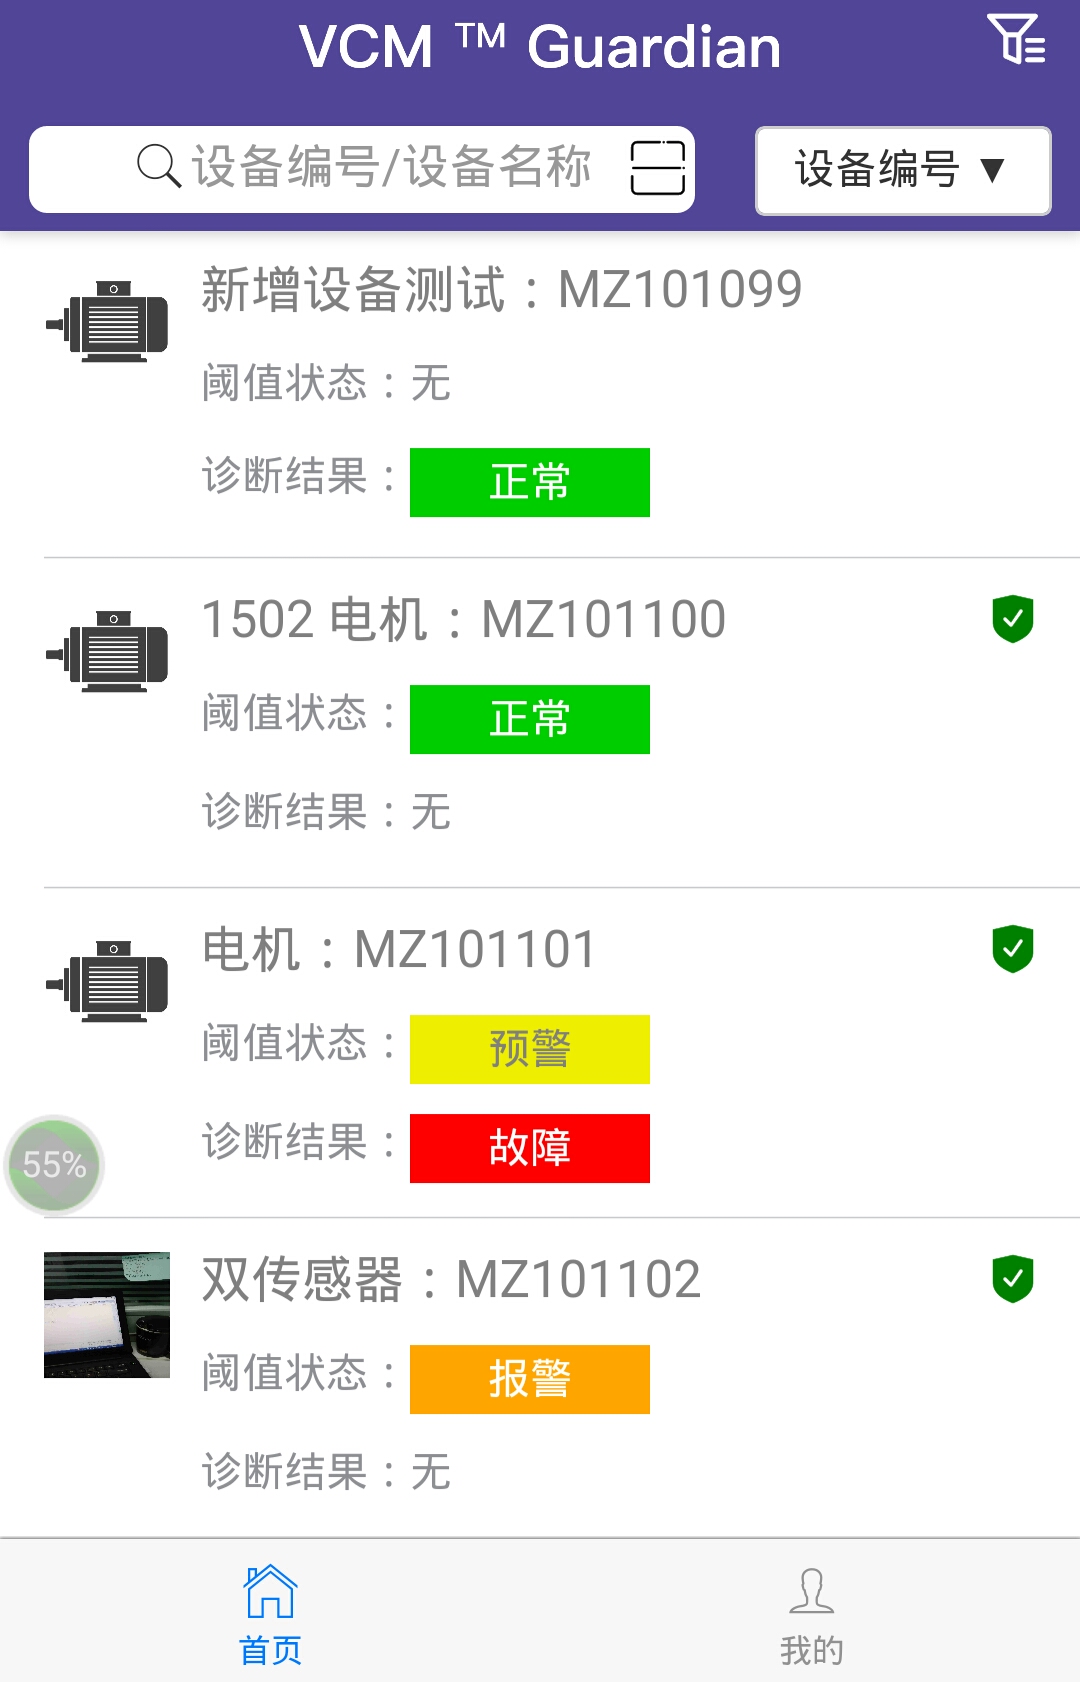 VCM ™ Guardian
设备编号/设备名称
设备编号 ▼
新增设备测试：MZ101099
阈值状态：无
诊断结果：正常
1502 电机：MZ101100
阈值状态：正常
诊断结果：无
电机：MZ101101
阈值状态：预警
诊断结果：故障
55%
双传感器：MZ101102
阈值状态：报警
诊断结果：无
首页
我的